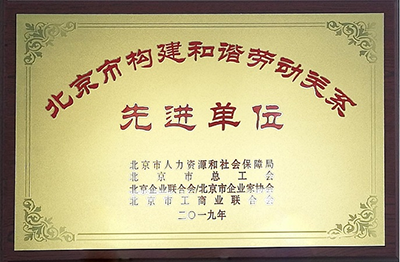 北京市构建和谐劳动关系
先进单位
北京市人力资源和社会保障局
北京市总工会
北京企业联合会/北京市企业家协会
北京市工商业联合会
二〇一九年